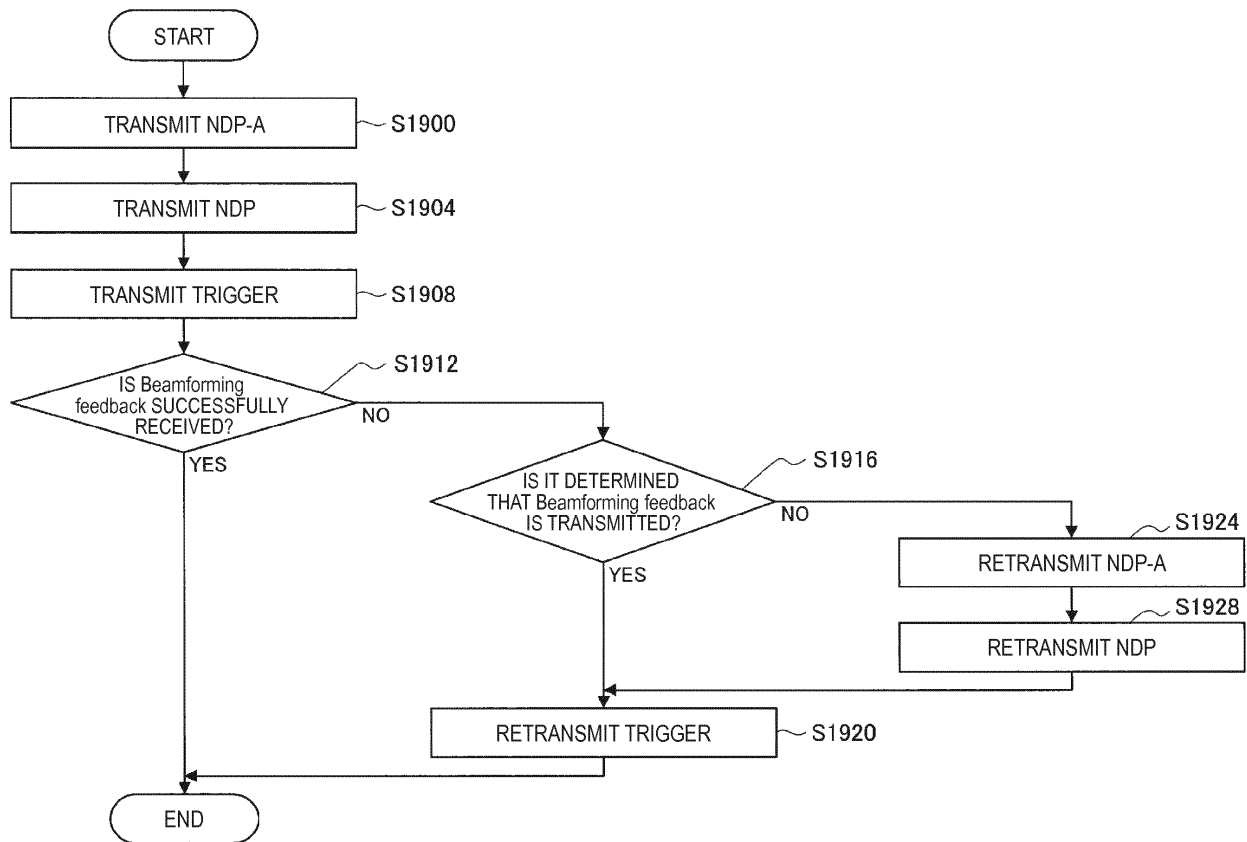 START
TRANSMIT NDP-A
S1900
TRANSMIT NDP
S1904
TRANSMIT TRIGGER
S1908
S1912
IS Beamforming
feedback SUCCESSFULLY
RECEIVED?
NO
YES
S1916
IS IT DETERMINED
THAT Beamforming feedback
IS TRANSMITTED?
NO
YES
S1924
RETRANSMIT NDP-A
S1928
RETRANSMIT NDP
RETRANSMIT TRIGGER
S1920
END